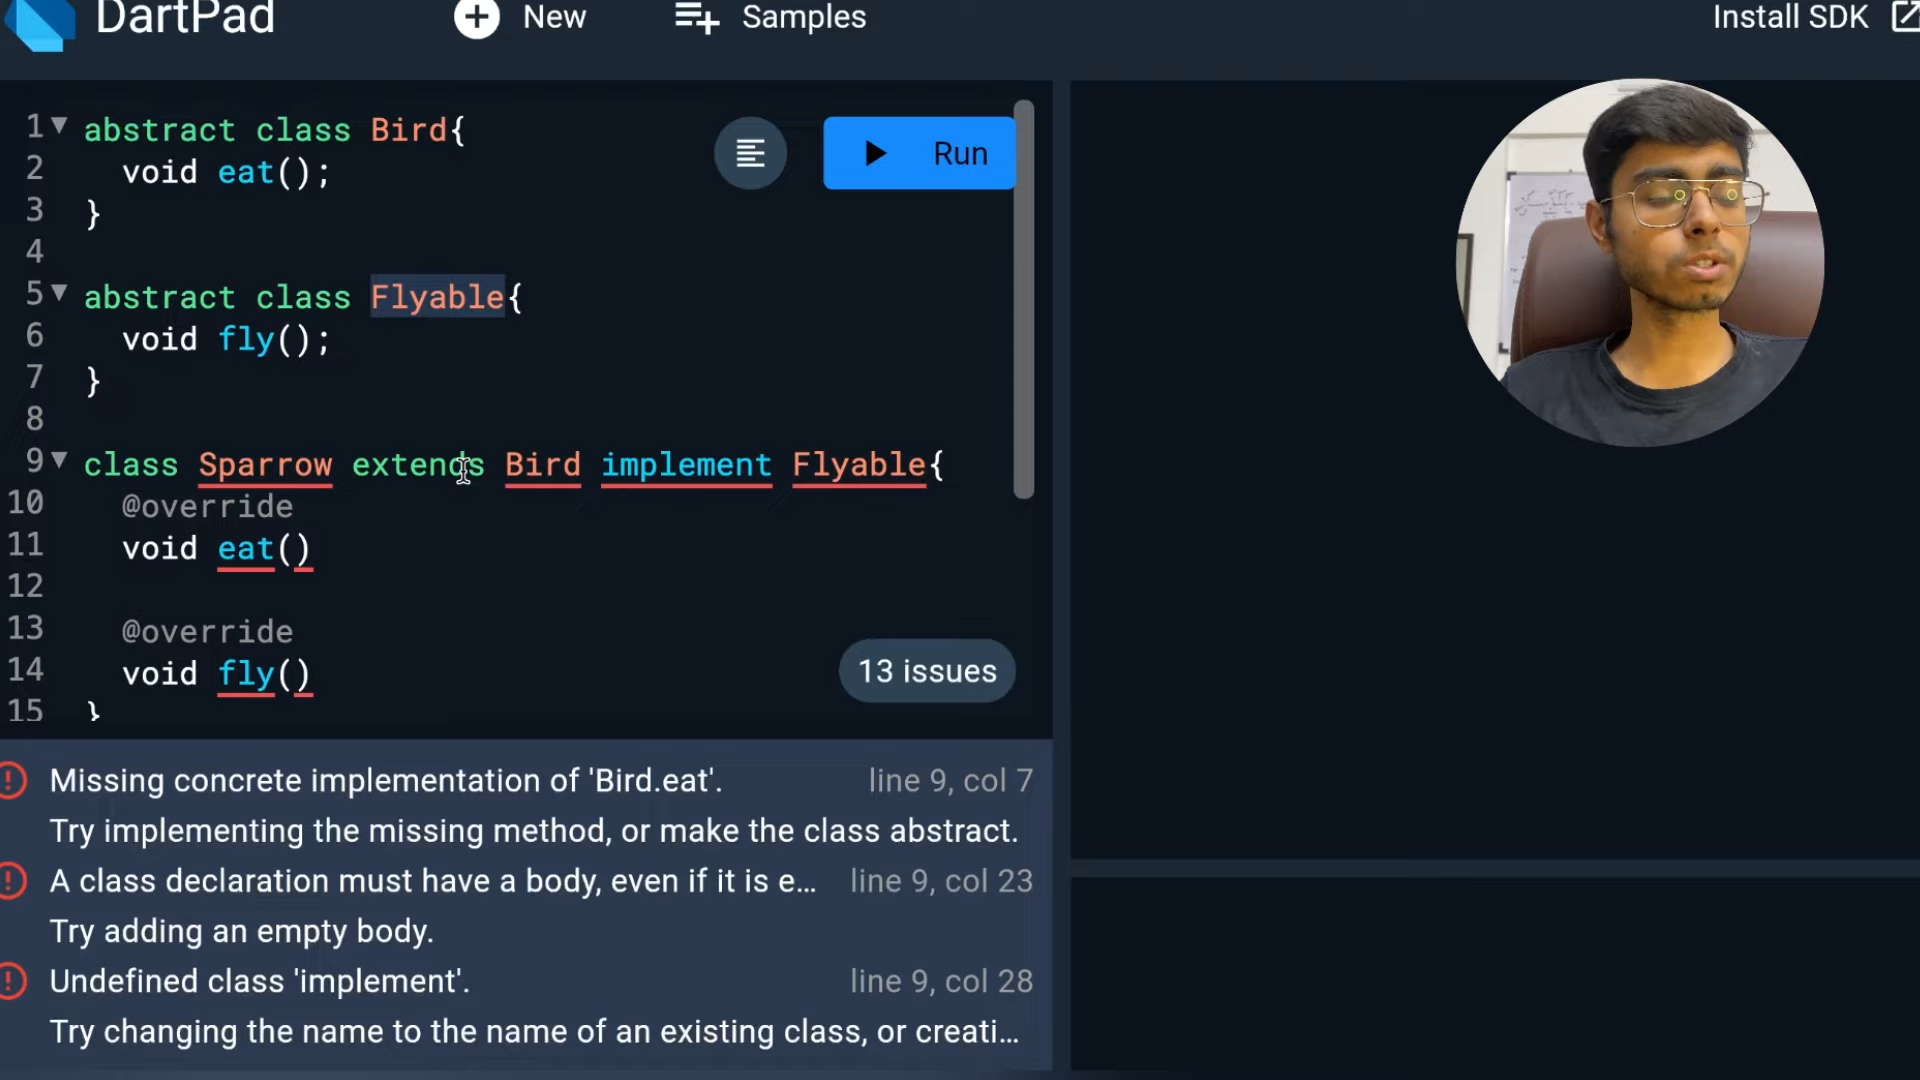 DartPad
New
Samples
Install SDK
1 abstract class Bird{
2 void eat();
3 }
4
5 abstract class Flyable{
6 void fly();
7 }
8
9 class Sparrow extends Bird implement Flyable{
10 @override
11 void eat()
12
13 @override
14 void fly()
15 }
Run
13 issues
Missing concrete implementation of 'Bird.eat'. line 9, col 7
Try implementing the missing method, or make the class abstract.
A class declaration must have a body, even if it is e... line 9, col 23
Try adding an empty body.
Undefined class 'implement'. line 9, col 28
Try changing the name to the name of an existing class, or creati...